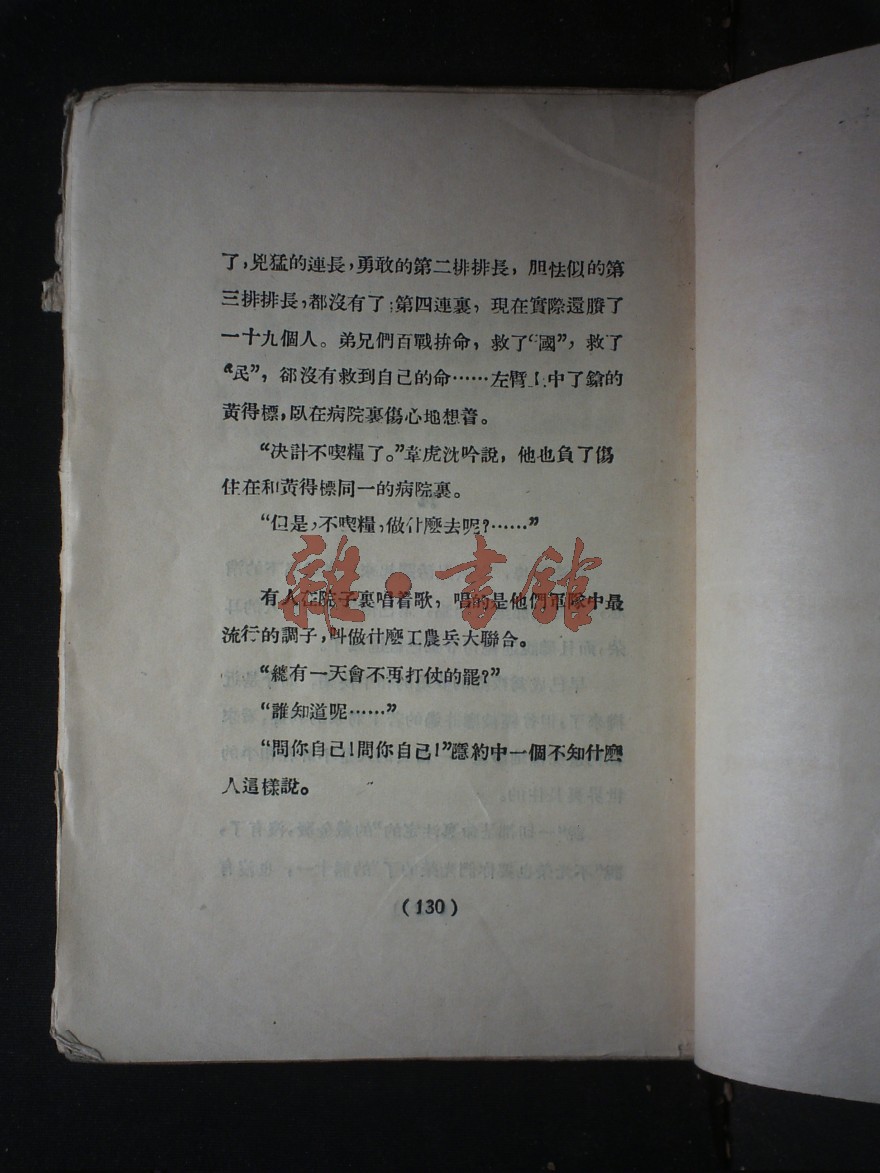 了，兇猛的連長，勇敢的第二排排長，胆怯似的第
三排排長，都沒有了；第四連裏，現在實際還賸了
一十九個人。弟兄們百戰拚命，救了“國”，救了
“民”，郤沒有救到自己的命……左臂上中了鎗的
黃得標，臥在病院裏傷心地想着。
“决計不喫糧了。”韋虎沈吟說，他也負了傷
住在和黃得標同一的病院裏。
“但是，不喫糧，做什麽去呢？……”
雜·書館
有人在院子裏唱着歌，唱的是他們軍隊中最
流行的調子，叫做什麽工農兵大聯合。
“纔有一天會不再打仗的罷？”
“誰知道呢……”
“問你自己！問你自己！”隱約中一個不知什麽
人這樣說。
（130）